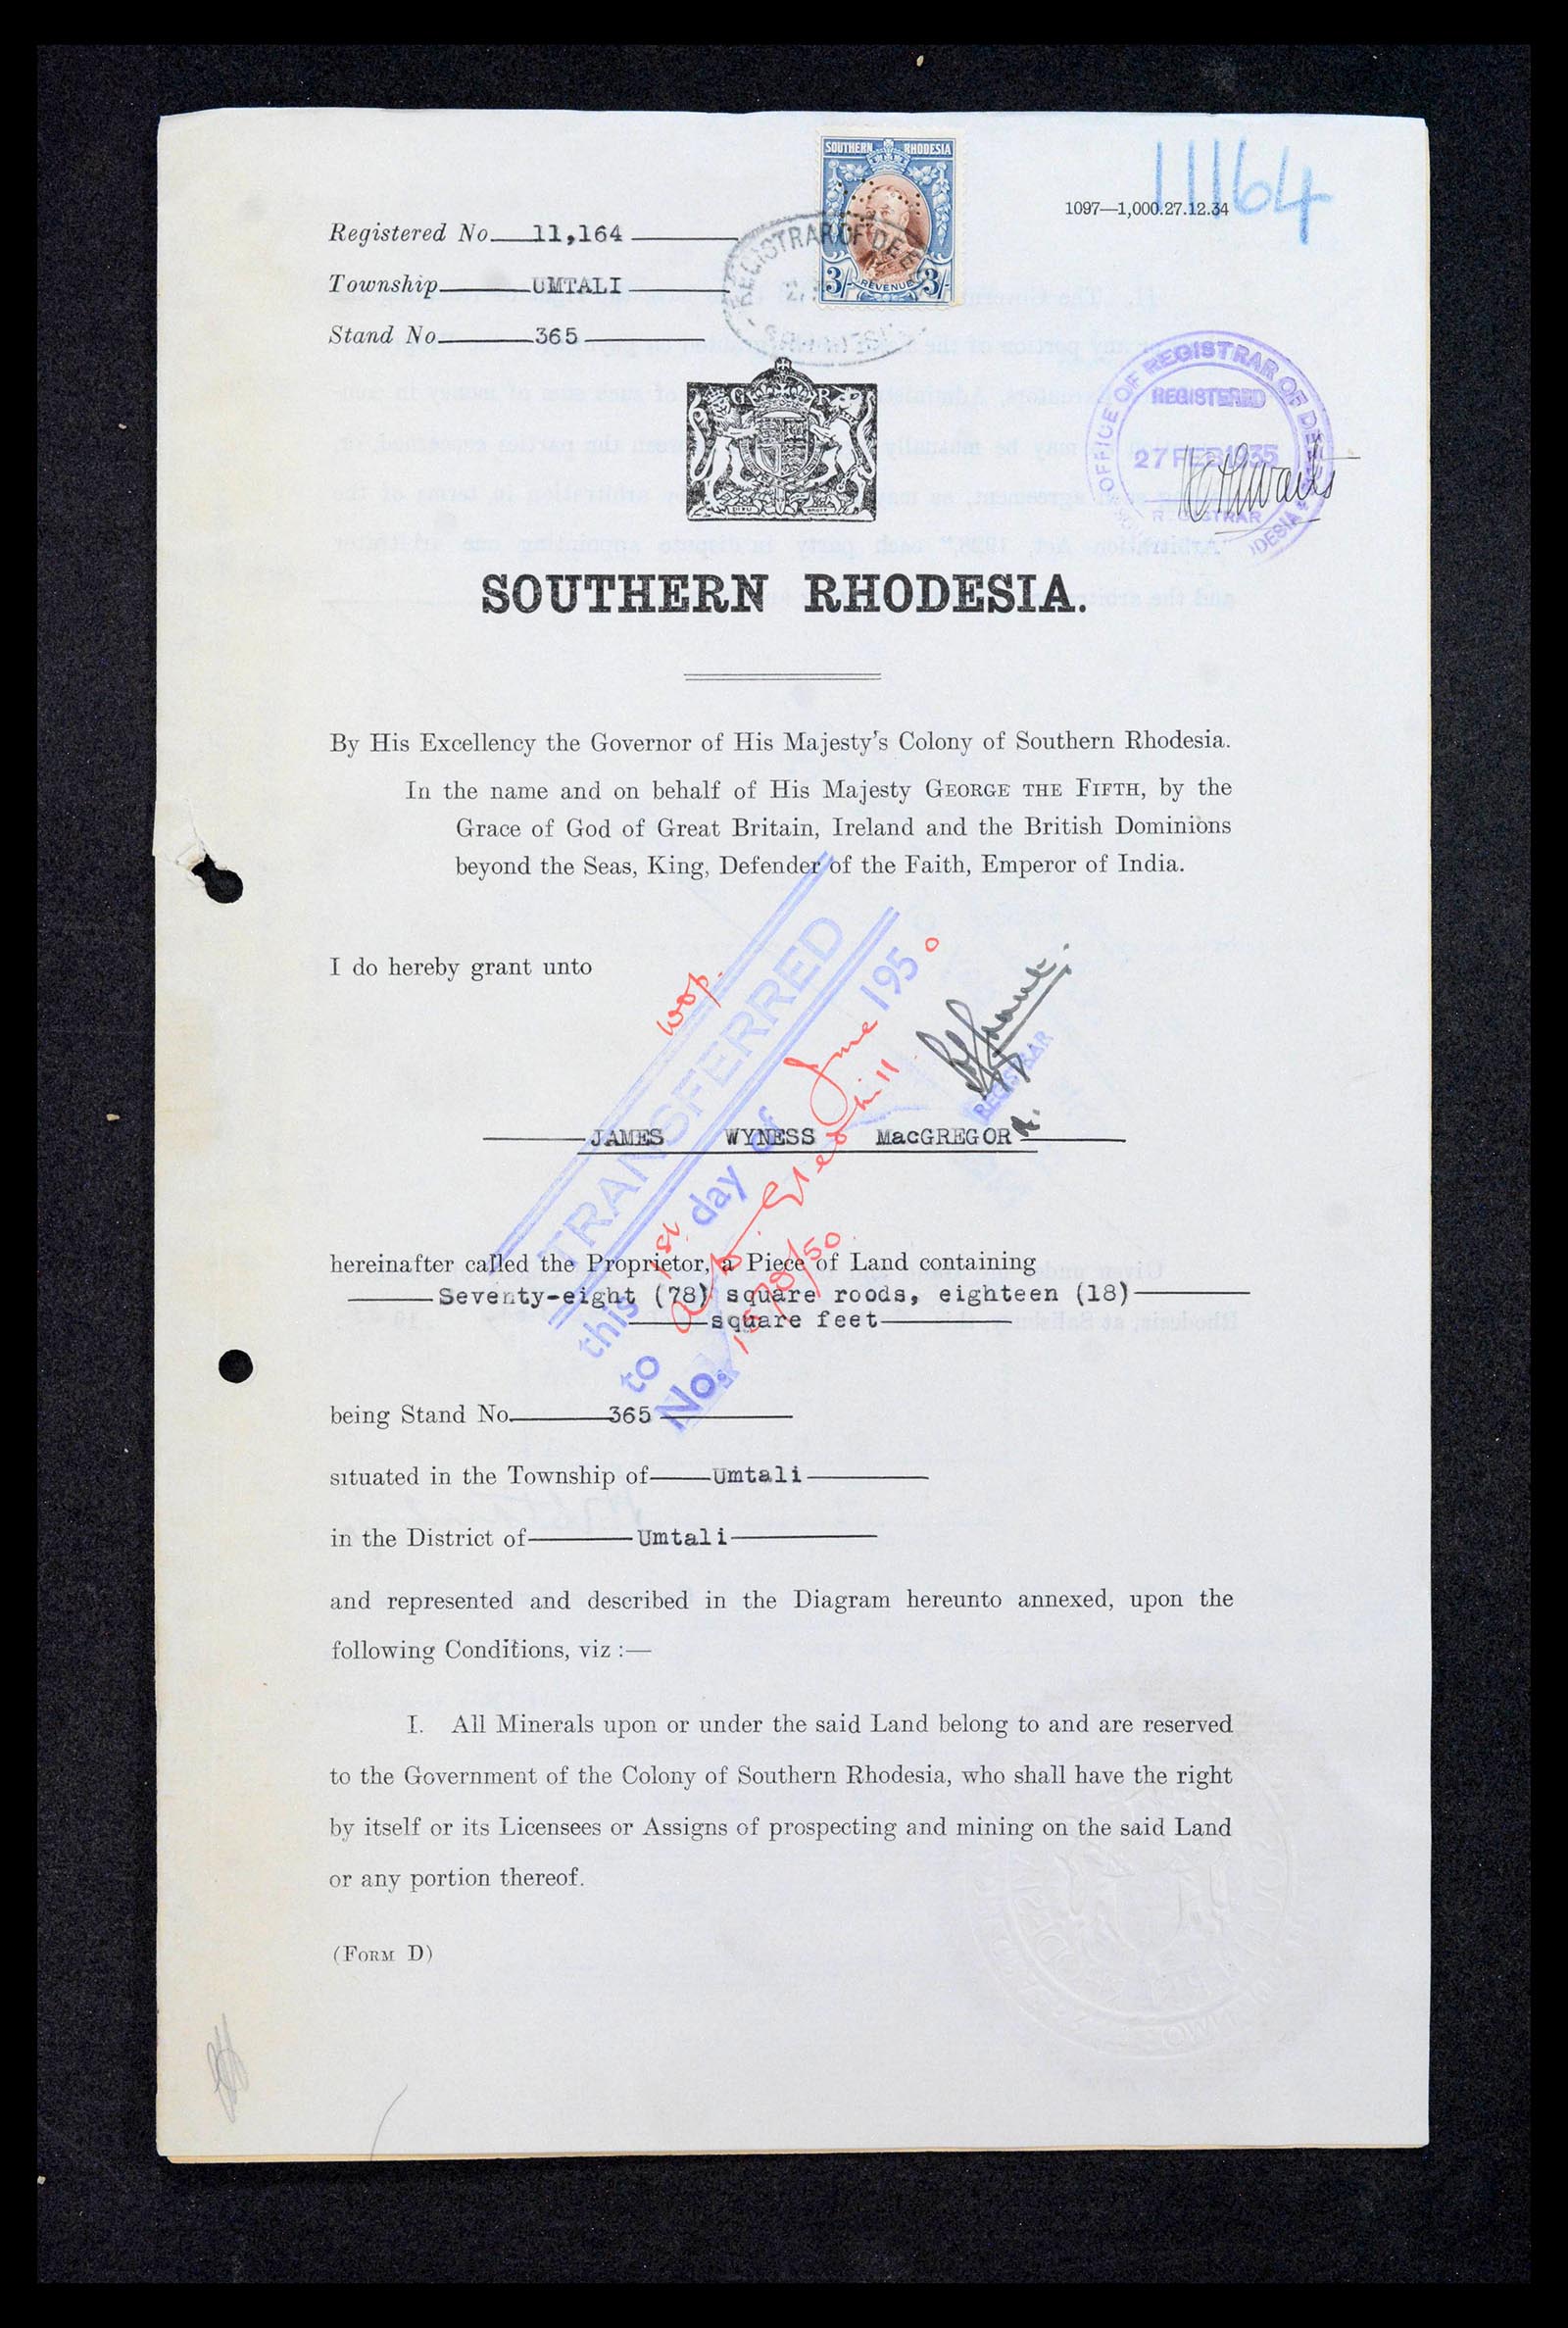 11164
1097—1,000.27.12.34
SOUTHERN RHODESIA
3/- REVENUE 3/-
REGISTRAR OF DEEDS
Registered No. 11,164
Township UMTALI
Stand No. 365
G R
OFFICE OF REGISTRAR OF DEEDS
REGISTERED
27 FEB 1935
REGISTRAR
SOUTHERN RHODESIA.
By His Excellency the Governor of His Majesty's Colony of Southern Rhodesia.
In the name and on behalf of His Majesty GEORGE THE FIFTH, by the
Grace of God of Great Britain, Ireland and the British Dominions
beyond the Seas, King, Defender of the Faith, Emperor of India.
I do hereby grant unto
TRANSFERRED
this 1st day of June 1950
to
No. 1570/50
REGISTRAR
JAMES WYNESS MacGREGOR
hereinafter called the Proprietor, a Piece of Land containing
Seventy-eight (78) square roods, eighteen (18)
square feet
being Stand No. 365
situated in the Township of Umtali
in the District of Umtali
and represented and described in the Diagram hereunto annexed, upon the
following Conditions, viz :—
I. All Minerals upon or under the said Land belong to and are reserved
to the Government of the Colony of Southern Rhodesia, who shall have the right
by itself or its Licensees or Assigns of prospecting and mining on the said Land
or any portion thereof.
(FORM D)